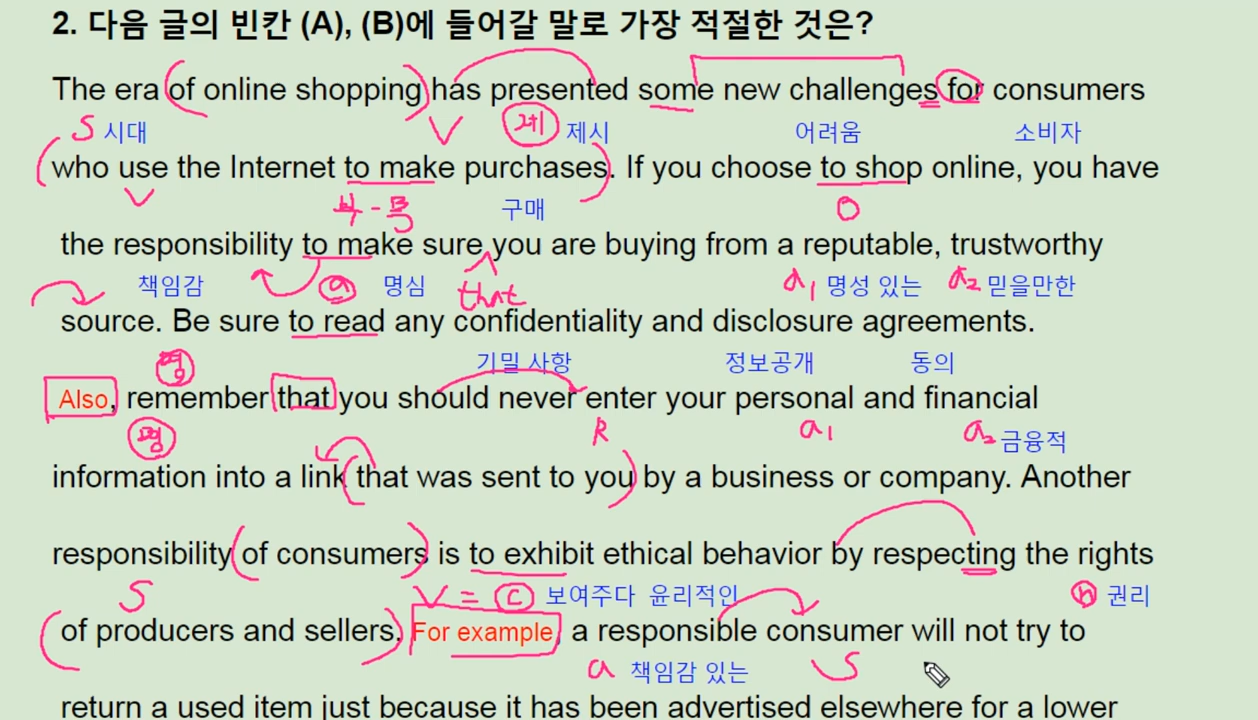 2. 다음 글의 빈칸 (A), (B)에 들어갈 말로 가장 적절한 것은?
The era of online shopping has presented some new challenges for consumers
S 시대 V 계 제시 어려움 소비자
who use the Internet to make purchases. If you choose to shop online, you have
V 부-목 구매 O
the responsibility to make sure you are buying from a reputable, trustworthy
책임감 a 명심 that a1 명성 있는 a2 믿을만한
source. Be sure to read any confidentiality and disclosure agreements.
명 기밀 사항 정보공개 동의
Also, remember that you should never enter your personal and financial
명 R a1 a2 금융적
information into a link that was sent to you by a business or company. Another
responsibility of consumers is to exhibit ethical behavior by respecting the rights
S V = C 보여주다 윤리적인 n 권리
of producers and sellers. For example, a responsible consumer will not try to
a 책임감 있는 S
return a used item just because it has been advertised elsewhere for a lower